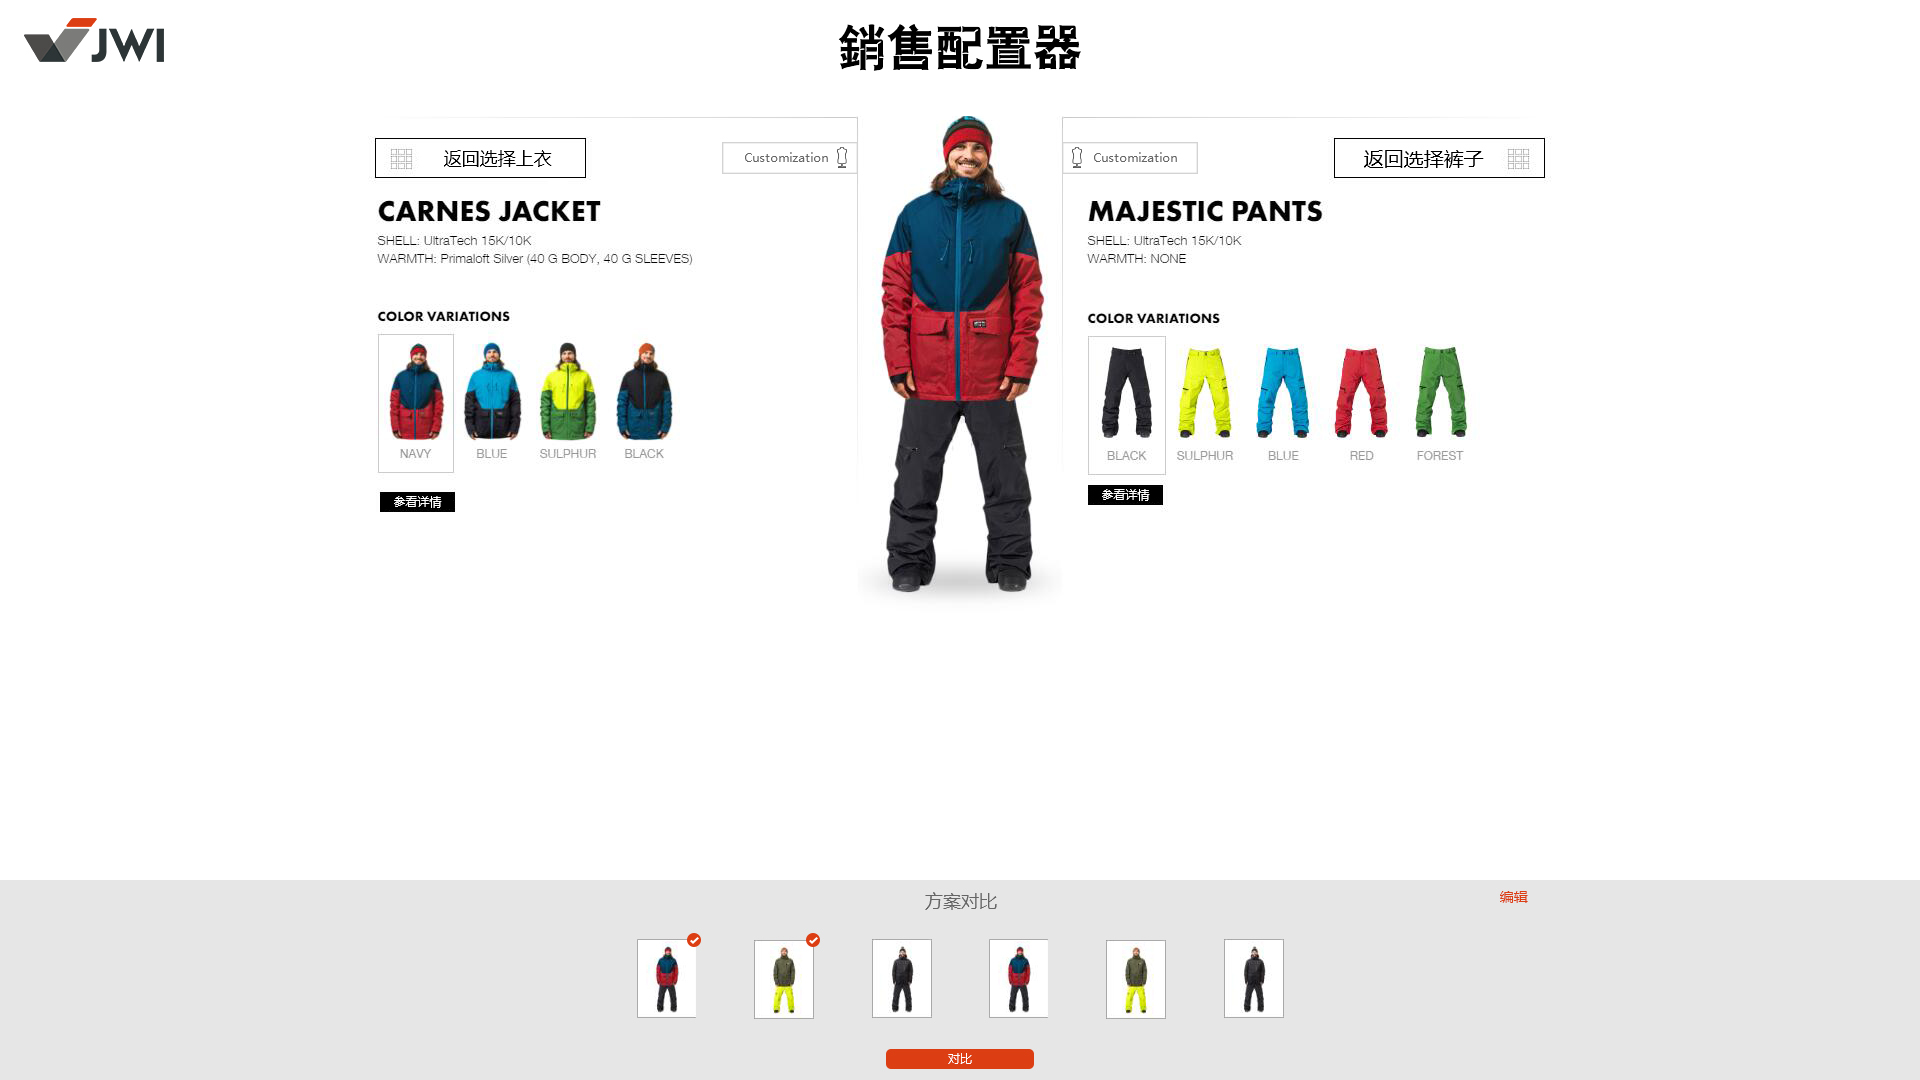 JWI
銷售配置器
返回选择上衣
Customization
CARNES JACKET
SHELL: UltraTech 15K/10K
WARMTH: Primaloft Silver (40 G BODY, 40 G SLEEVES)
COLOR VARIATIONS
NAVY
BLUE
SULPHUR
BLACK
参看详情
Customization
返回选择裤子
MAJESTIC PANTS
SHELL: UltraTech 15K/10K
WARMTH: NONE
COLOR VARIATIONS
BLACK
SULPHUR
BLUE
RED
FOREST
参看详情
方案对比
编辑
对比